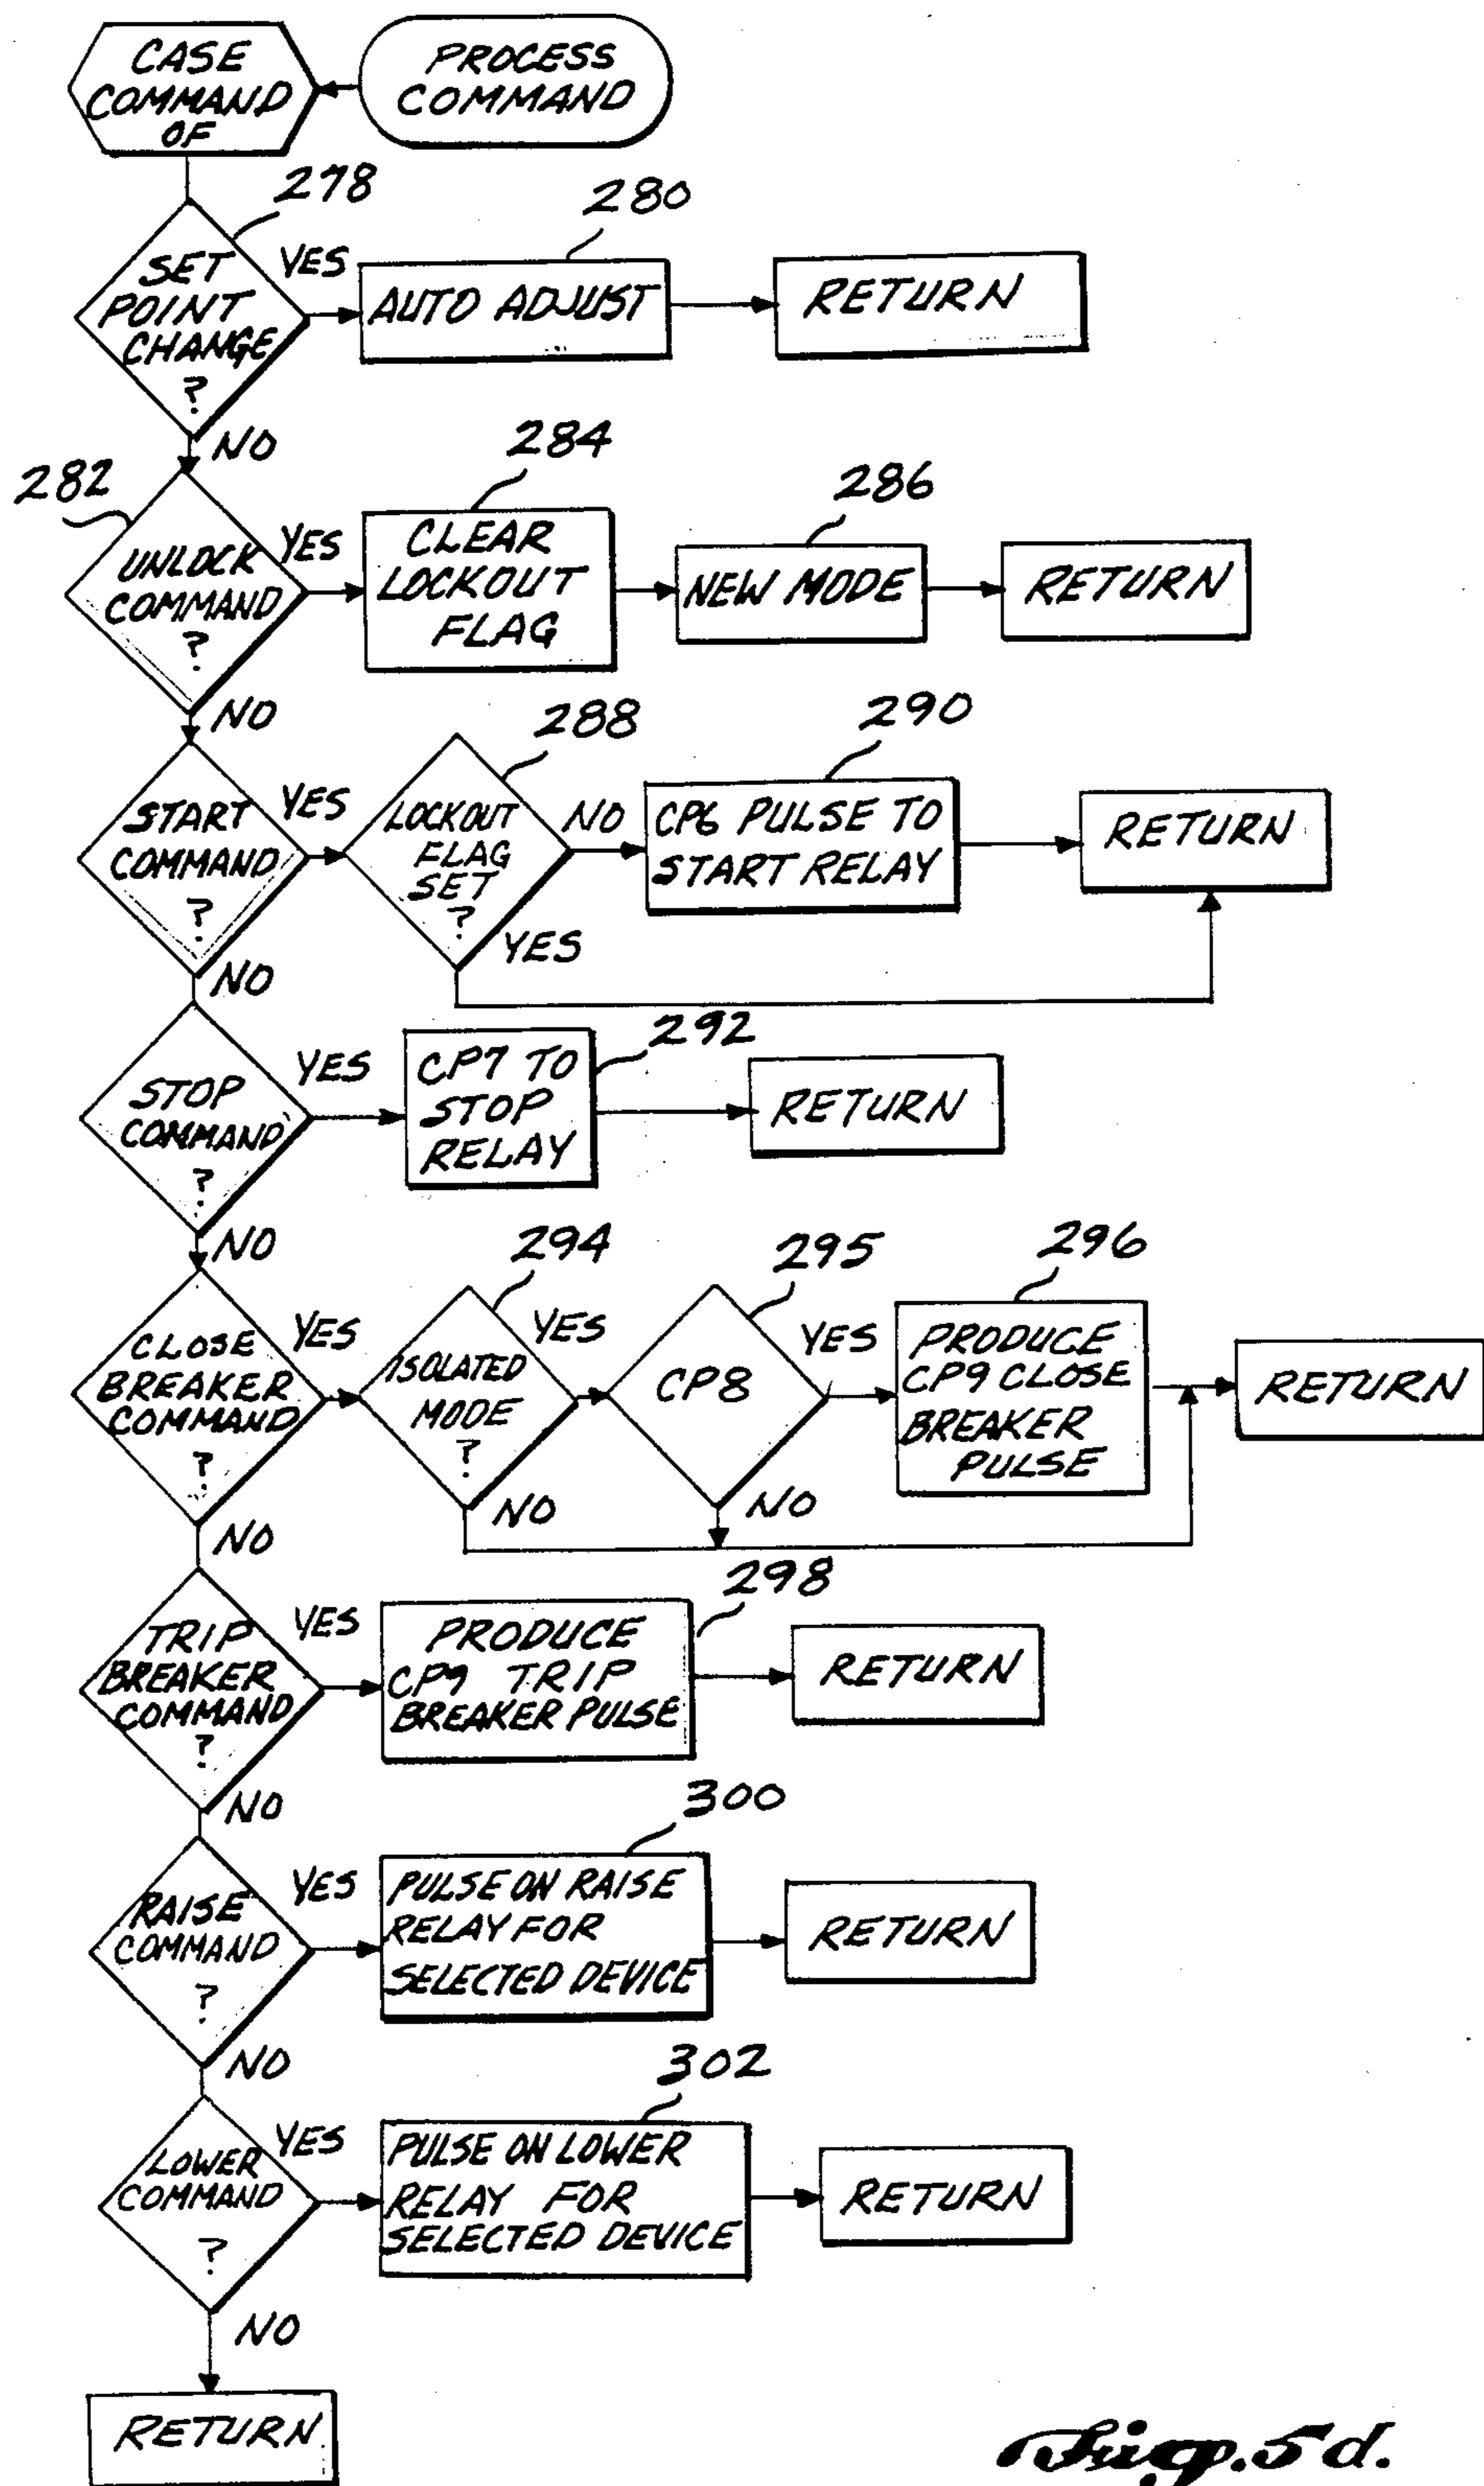 CASE
COMMAND
OF
PROCESS
COMMAND
278
280
SET
POINT
CHANGE
?
YES
AUTO ADJUST
RETURN
NO
282
284
286
UNLOCK
COMMAND
?
YES
CLEAR
LOCKOUT
FLAG
NEW MODE
RETURN
NO
288
290
START
COMMAND
?
YES
LOCKOUT
FLAG
SET
?
NO
CP6 PULSE TO
START RELAY
RETURN
YES
NO
292
STOP
COMMAND
?
YES
CP7 TO
STOP
RELAY
RETURN
NO
294
295
296
CLOSE
BREAKER
COMMAND
?
YES
ISOLATED
MODE
?
YES
CP8
YES
PRODUCE
CP9 CLOSE
BREAKER
PULSE
RETURN
NO
NO
NO
298
TRIP
BREAKER
COMMAND
?
YES
PRODUCE
CP9 TRIP
BREAKER PULSE
RETURN
NO
300
RAISE
COMMAND
?
YES
PULSE ON RAISE
RELAY FOR
SELECTED DEVICE
RETURN
NO
302
LOWER
COMMAND
?
YES
PULSE ON LOWER
RELAY FOR
SELECTED DEVICE
RETURN
NO
RETURN
Fig. 5d.